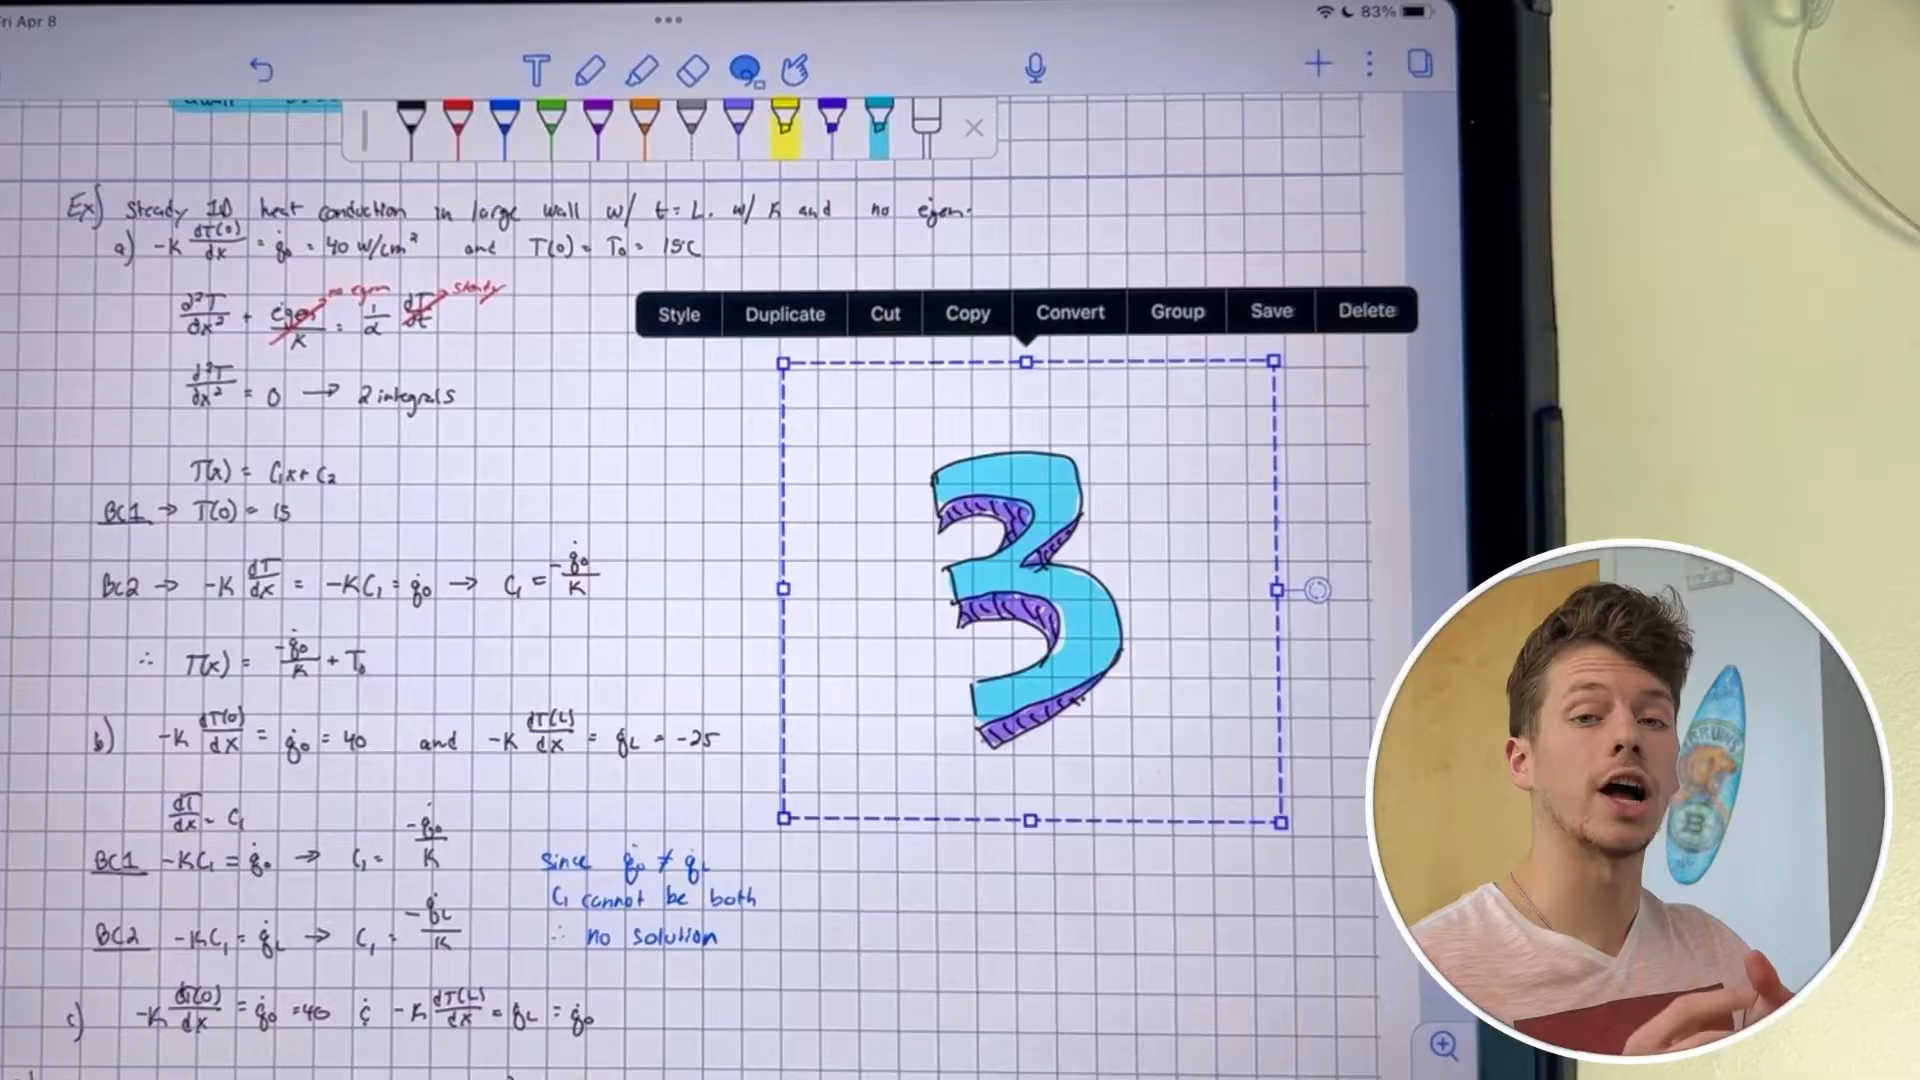 Fri Apr 8
83%
T
Ex) Steady 1D heat conduction in large wall w/ t=L. w/ K and no egen.
a) -K dT(0)/dx = q̇0 = 40 W/cm² and T(0) = T0 = 15C
d²T/dx² + ėgen/K = 1/α dT/dt
no egen
steady
d²T/dx² = 0 → 2 integrals
T(x) = C1x + C2
BC1 → T(0) = 15
BC2 → -K dT/dx = -KC1 = q̇0 → C1 = -q̇0/K
∴ T(x) = -q̇0/K + T0
b) -K dT(0)/dx = q̇0 = 40 and -K dT(L)/dx = q̇L = -25
dT/dx = C1
BC1 -KC1 = q̇0 → C1 = -q̇0/K
BC2 -KC1 = q̇L → C1 = -q̇L/K
Since q̇0 ≠ q̇L
C1 cannot be both
∴ no solution
c) -K dT(0)/dx = q̇0 = 40 & -K dT(L)/dx = q̇L = q̇0
Style Duplicate Cut Copy Convert Group Save Delete
3
BRUINS
B